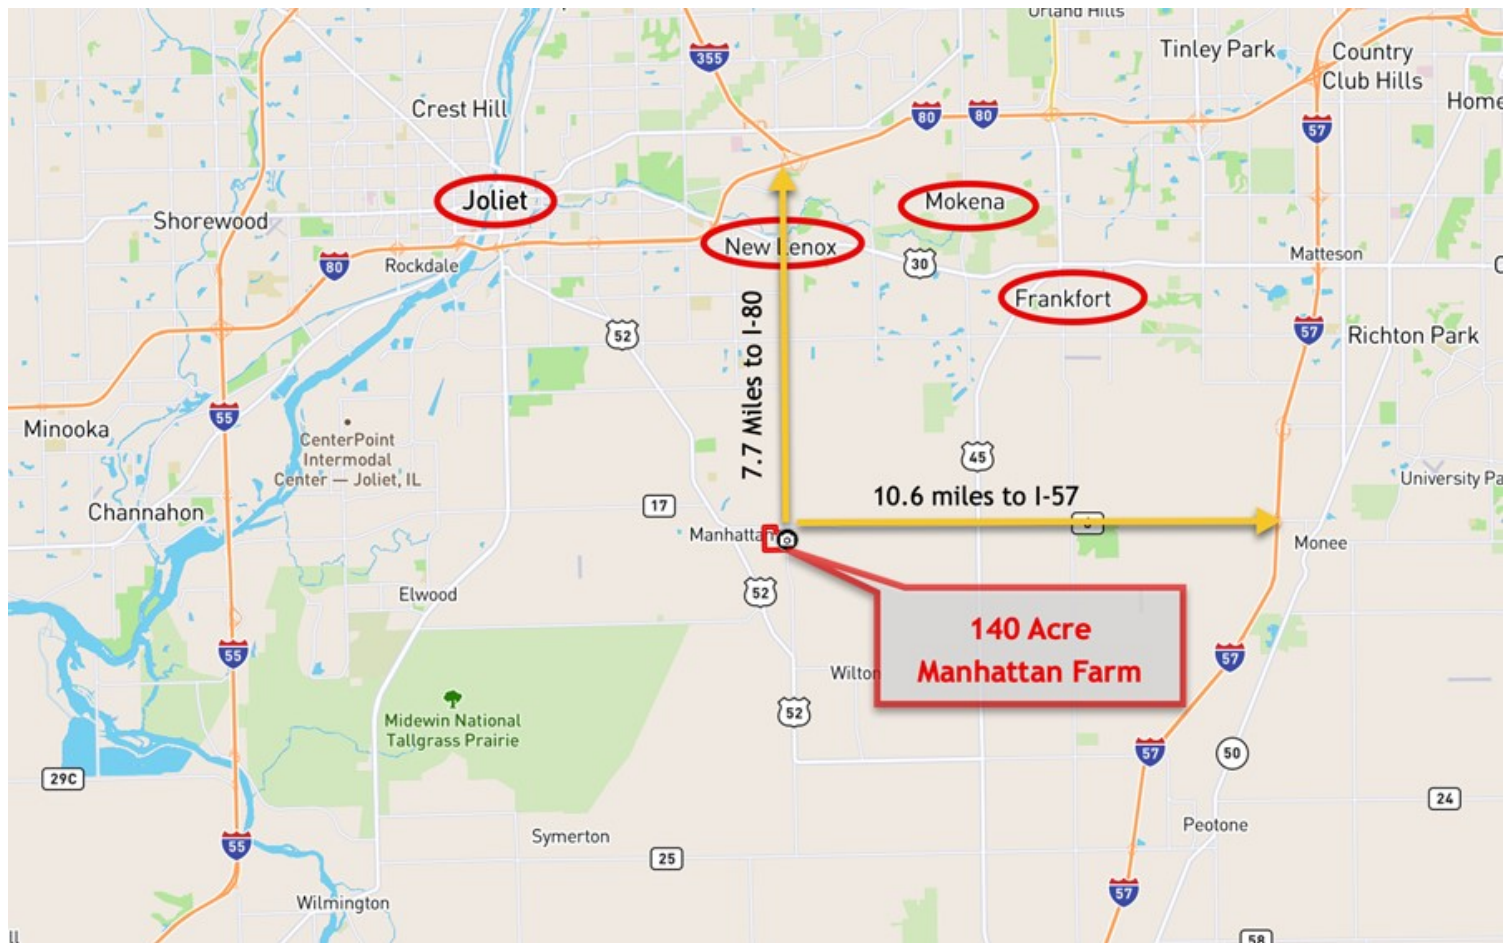 Orland Hills
Tinley Park
Country
Club Hills
355
Crest Hill
80
80
57
Home
Joliet
Mokena
Shorewood
New Lenox
30
Matteson
80
Rockdale
Frankfort
52
57
Richton Park
7.7 Miles to I-80
55
Minooka
CenterPoint
Intermodal
Center — Joliet, IL
45
University Pa
10.6 miles to I-57
17
Channahon
Manhattan
Monee
52
Elwood
140 Acre
Manhattan Farm
55
57
Wilton
Midewin National
Tallgrass Prairie
52
57
50
29C
24
Peotone
Symerton
25
55
57
Wilmington
58